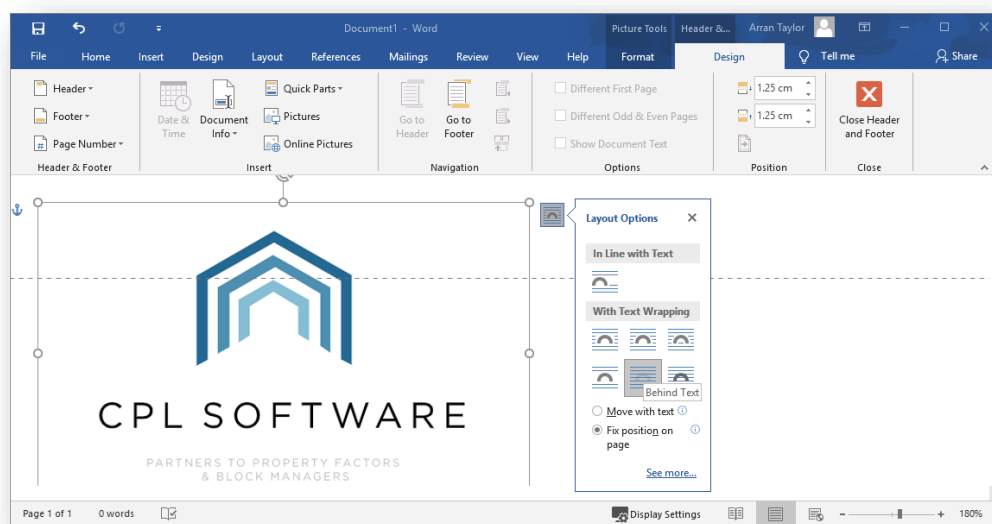 Document1 - Word
Picture Tools
Header &...
Arran Taylor
File
Home
Insert
Design
Layout
References
Mailings
Review
View
Help
Format
Design
Tell me
Share
Header
Footer
# Page Number
Header & Footer
Date &
Time
Document
Info
Quick Parts
Pictures
Online Pictures
Insert
Go to
Header
Go to
Footer
Navigation
Different First Page
Different Odd & Even Pages
Show Document Text
Options
1.25 cm
1.25 cm
Position
Close Header
and Footer
Close
CPL SOFTWARE
PARTNERS TO PROPERTY FACTORS
& BLOCK MANAGERS
Layout Options
In Line with Text
With Text Wrapping
Behind Text
Move with text
Fix position on
page
See more...
Page 1 of 1
0 words
Display Settings
180%